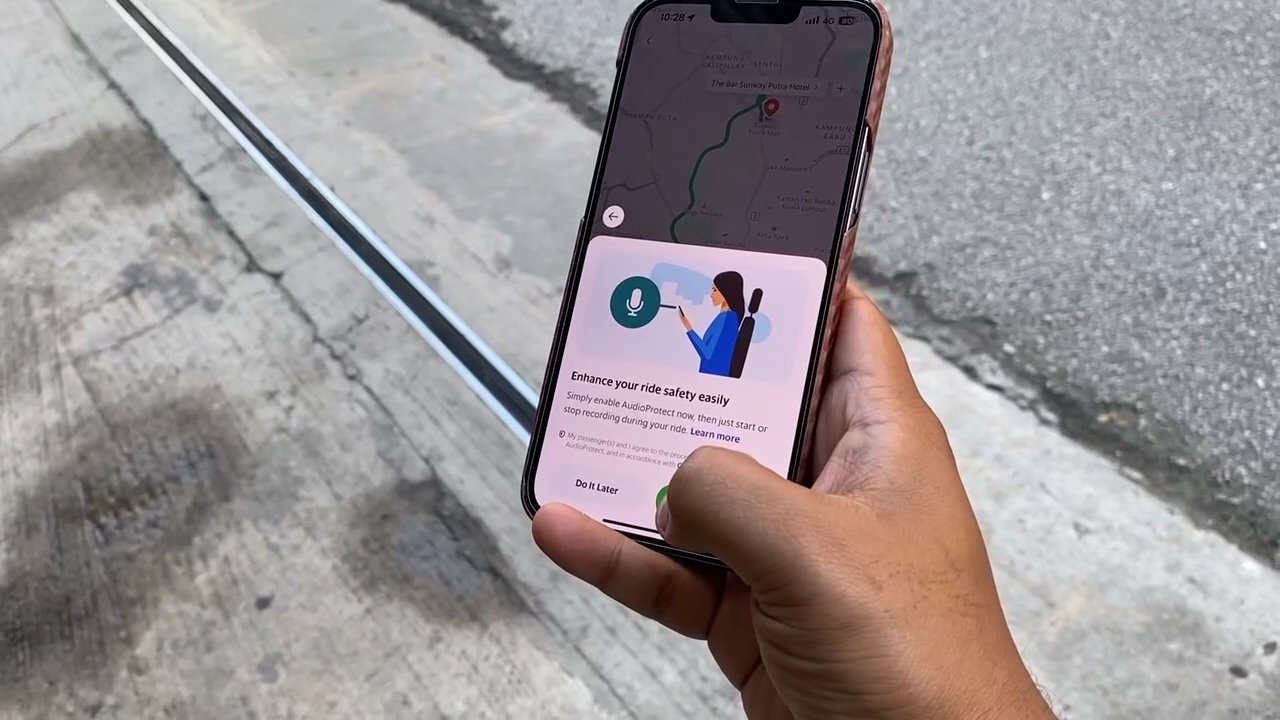 10:28
4G
80
SENTUL
The Bar Sunway Putra Hotel
Putra Mall
Enhance your ride safety easily
Simply enable AudioProtect now, then just start or
stop recording during your ride. Learn more
My passenger(s) and I agree to the
AudioProtect, and in accordance with
Do It Later